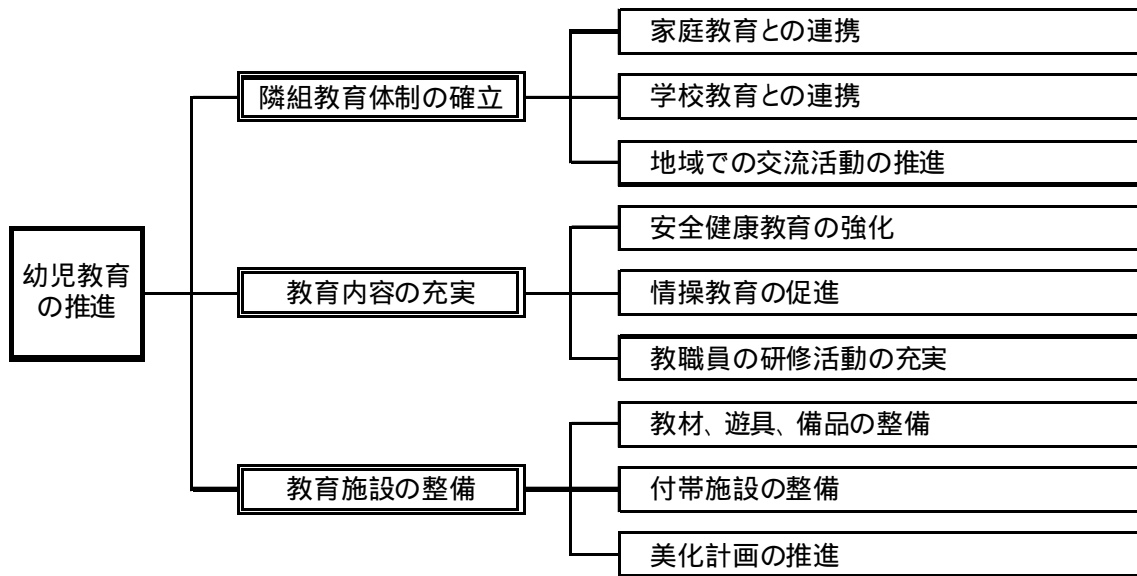 幼児教育
の推進
隣組教育体制の確立
家庭教育との連携
学校教育との連携
地域での交流活動の推進
教育内容の充実
安全健康教育の強化
情操教育の促進
教職員の研修活動の充実
教育施設の整備
教材、遊具、備品の整備
付帯施設の整備
美化計画の推進